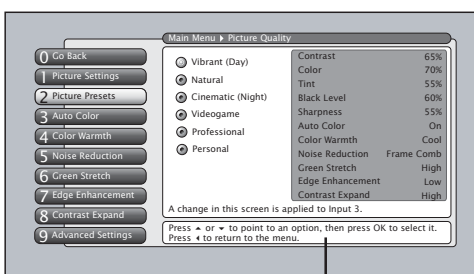 Main Menu ▸ Picture Quality
0 Go Back
1 Picture Settings
2 Picture Presets
3 Auto Color
4 Color Warmth
5 Noise Reduction
6 Green Stretch
7 Edge Enhancement
8 Contrast Expand
9 Advanced Settings
Vibrant (Day)
Natural
Cinematic (Night)
Videogame
Professional
Personal
Contrast 65%
Color 70%
Tint 55%
Black Level 60%
Sharpness 55%
Auto Color On
Color Warmth Cool
Noise Reduction Frame Comb
Green Stretch High
Edge Enhancement Low
Contrast Expand High
A change in this screen is applied to Input 3.
Press ▲ or ▼ to point to an option, then press OK to select it.
Press ◂ to return to the menu.